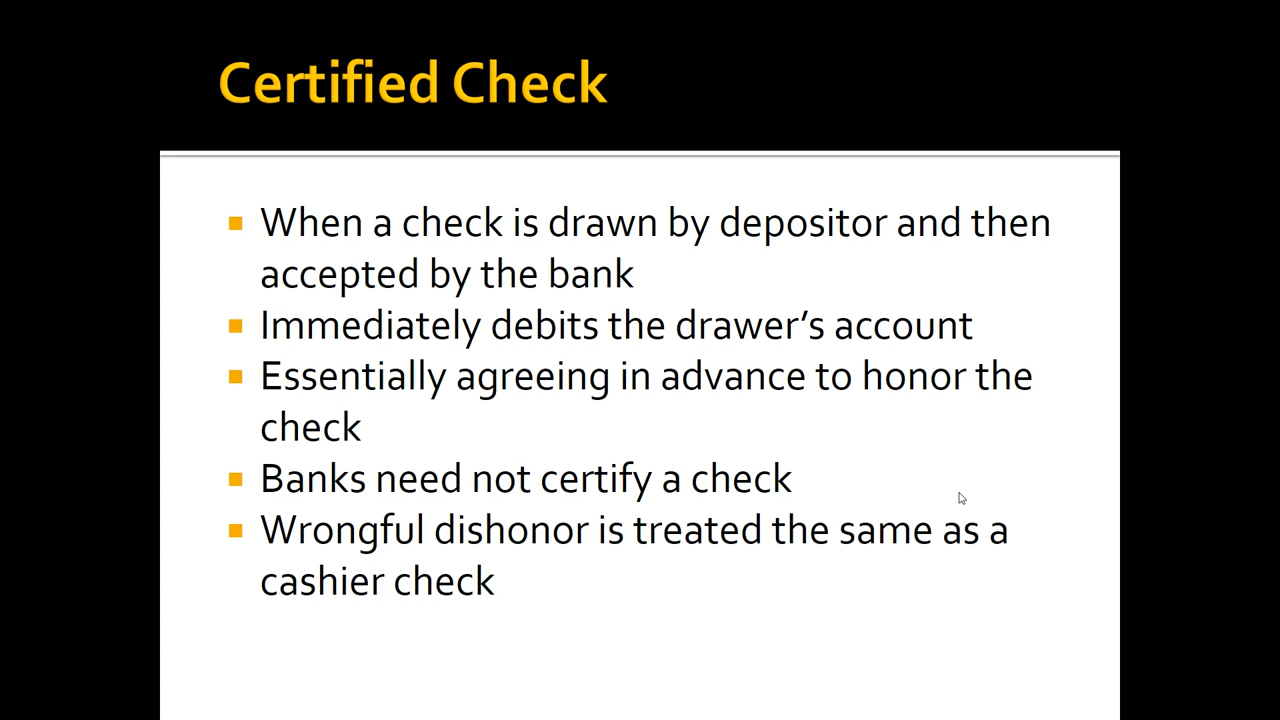 Certified Check
When a check is drawn by depositor and then
accepted by the bank
Immediately debits the drawer’s account
Essentially agreeing in advance to honor the
check
Banks need not certify a check
Wrongful dishonor is treated the same as a
cashier check